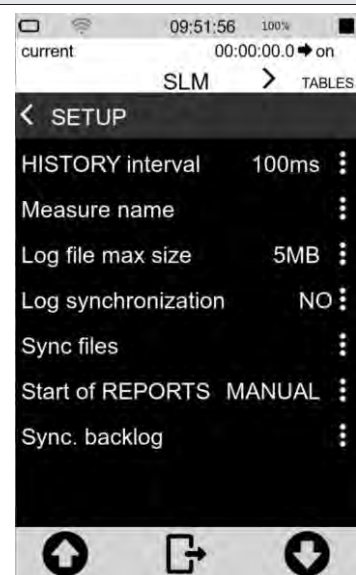 09:51:56 100%
current 00:00:00.0 ➔ on
SLM > TABLES
< SETUP
HISTORY interval 100ms
Measure name
Log file max size 5MB
Log synchronization NO
Sync files
Start of REPORTS MANUAL
Sync. backlog